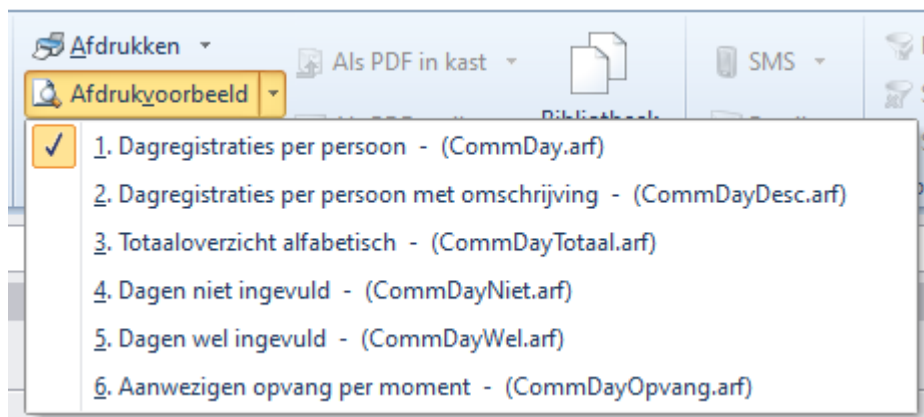 Afdrukken
Als PDF in kast
SMS
Afdrukvoorbeeld
Bibliotheek
1. Dagregistraties per persoon - (CommDay.arf)
2. Dagregistraties per persoon met omschrijving - (CommDayDesc.arf)
3. Totaaloverzicht alfabetisch - (CommDayTotaal.arf)
4. Dagen niet ingevuld - (CommDayNiet.arf)
5. Dagen wel ingevuld - (CommDayWel.arf)
6. Aanwezigen opvang per moment - (CommDayOpvang.arf)